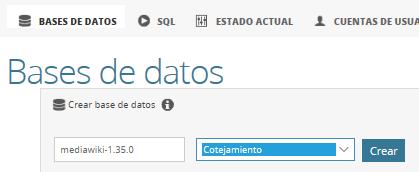 BASES DE DATOS SQL ESTADO ACTUAL CUENTAS DE USUA
Bases de datos
Crear base de datos
mediawiki-1.35.0 Cotejamiento Crear